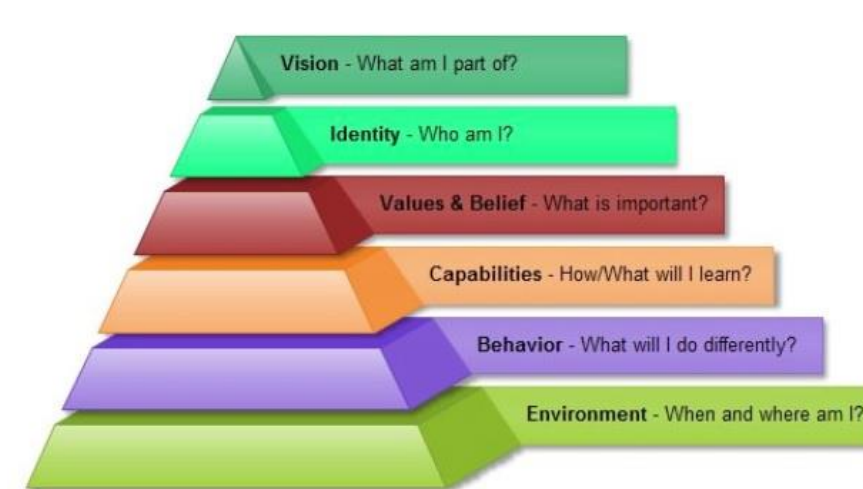 Vision - What am I part of?
Identity - Who am I?
Values & Belief - What is important?
Capabilities - How/What will I learn?
Behavior - What will I do differently?
Environment - When and where am I?